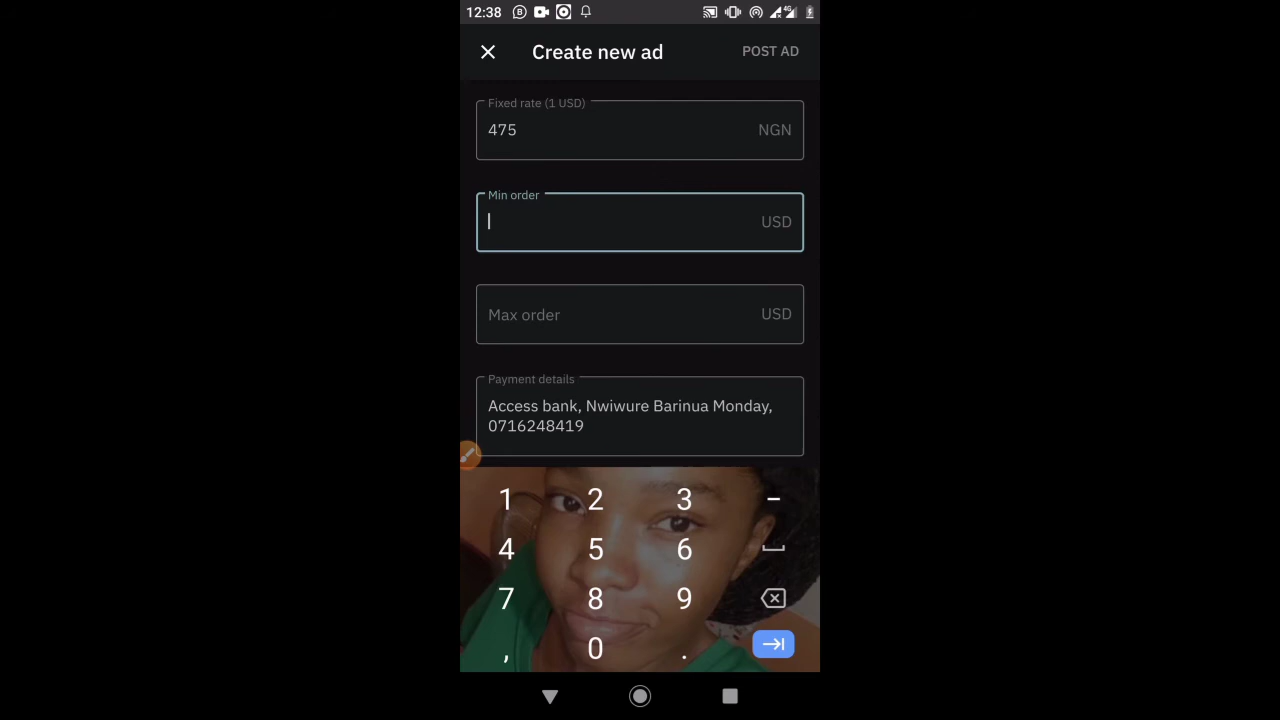 12:38
4G
Create new ad
POST AD
Fixed rate (1 USD)
475 NGN
Min order
USD
Max order USD
Payment details
Access bank, Nwiwure Barinua Monday,
0716248419
1 2 3 -
4 5 6
7 8 9
, 0 .